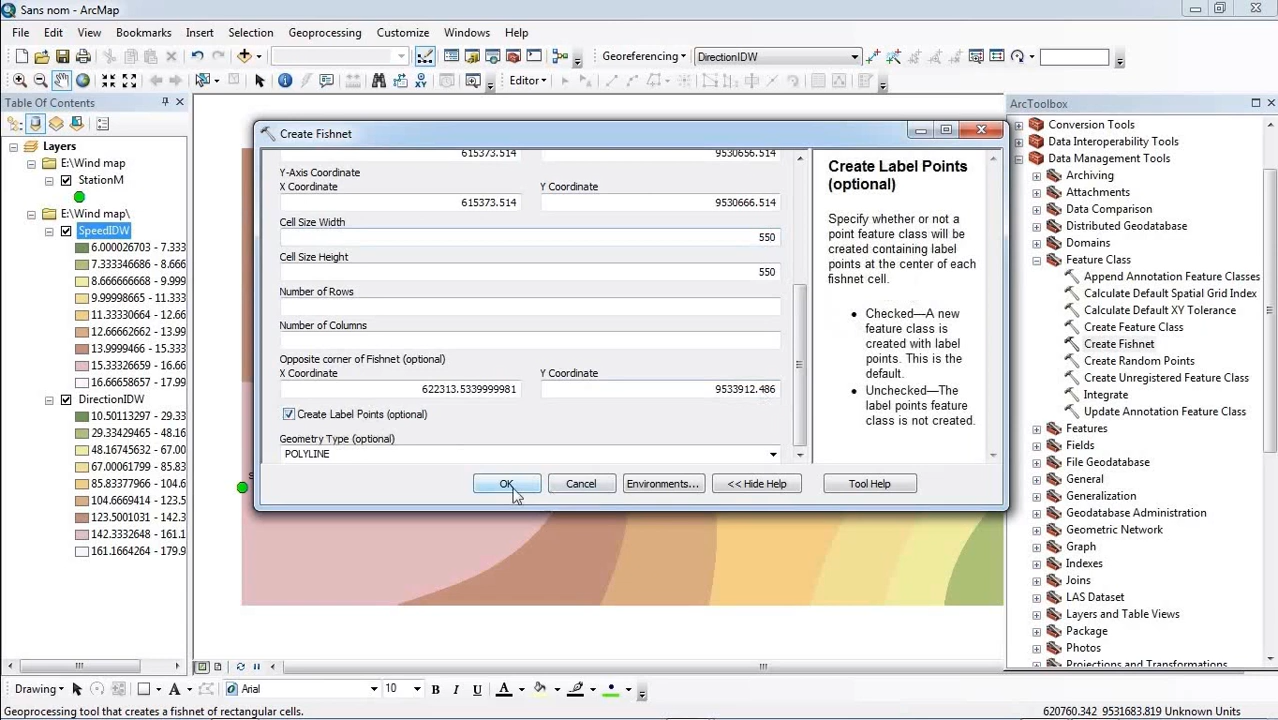 Sans nom - ArcMap
File Edit View Bookmarks Insert Selection Geoprocessing Customize Windows Help
Georeferencing DirectionIDW
Editor
Table Of Contents
Layers
E:\Wind map
StationM
E:\Wind map\
SpeedIDW
6.000026703 - 7.333
7.333346588 - 8.666
8.666666668 - 9.999
9.99998665 - 11.333
11.33330664 - 12.66
12.66662662 - 13.99
13.9999466 - 15.333
15.33326659 - 16.66
16.66658657 - 17.99
DirectionIDW
10.50113297 - 29.33
29.33429465 - 48.16
48.16745634 - 67.00
67.00061802 - 85.83
85.8337797 - 104.66
104.6669414 - 123.5
123.5001031 - 142.3
142.3332648 - 161.1
161.1664264 - 179.9
Create Fishnet
615373.514 9530656.514
Y-Axis Coordinate
X Coordinate Y Coordinate
615373.514 9530666.514
Cell Size Width
550
Cell Size Height
550
Number of Rows
Number of Columns
Opposite corner of Fishnet (optional)
X Coordinate Y Coordinate
622313.5339999981 9533912.486
Create Label Points (optional)
Geometry Type (optional)
POLYLINE
OK Cancel Environments... << Hide Help Tool Help
Create Label Points
(optional)
Specify whether or not a
point feature class will be
created containing label
points at the center of each
fishnet cell.
• Checked—A new
feature class is
created with label
points. This is the
default.
• Unchecked—The
label points feature
class is not created.
ArcToolbox
Conversion Tools
Data Interoperability Tools
Data Management Tools
Archiving
Attachments
Data Comparison
Distributed Geodatabase
Domains
Feature Class
Append Annotation Feature Classes
Calculate Default Spatial Grid Index
Calculate Default XY Tolerance
Create Feature Class
Create Fishnet
Create Random Points
Create Unregistered Feature Class
Integrate
Update Annotation Feature Class
Features
Fields
File Geodatabase
General
Generalization
Geodatabase Administration
Geometric Network
Graph
Indexes
Joins
LAS Dataset
Layers and Table Views
Package
Photos
Projections and Transformations
Drawing Arial 10 B I U A
Geoprocessing tool that creates a fishnet of rectangular cells. 620760.342 9531683.819 Unknown Units